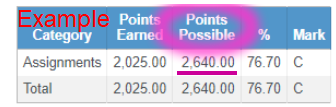 Example
Category Points Earned Points Possible % Mark
Assignments 2,025.00 2,640.00 76.70 C
Total 2,025.00 2,640.00 76.70 C